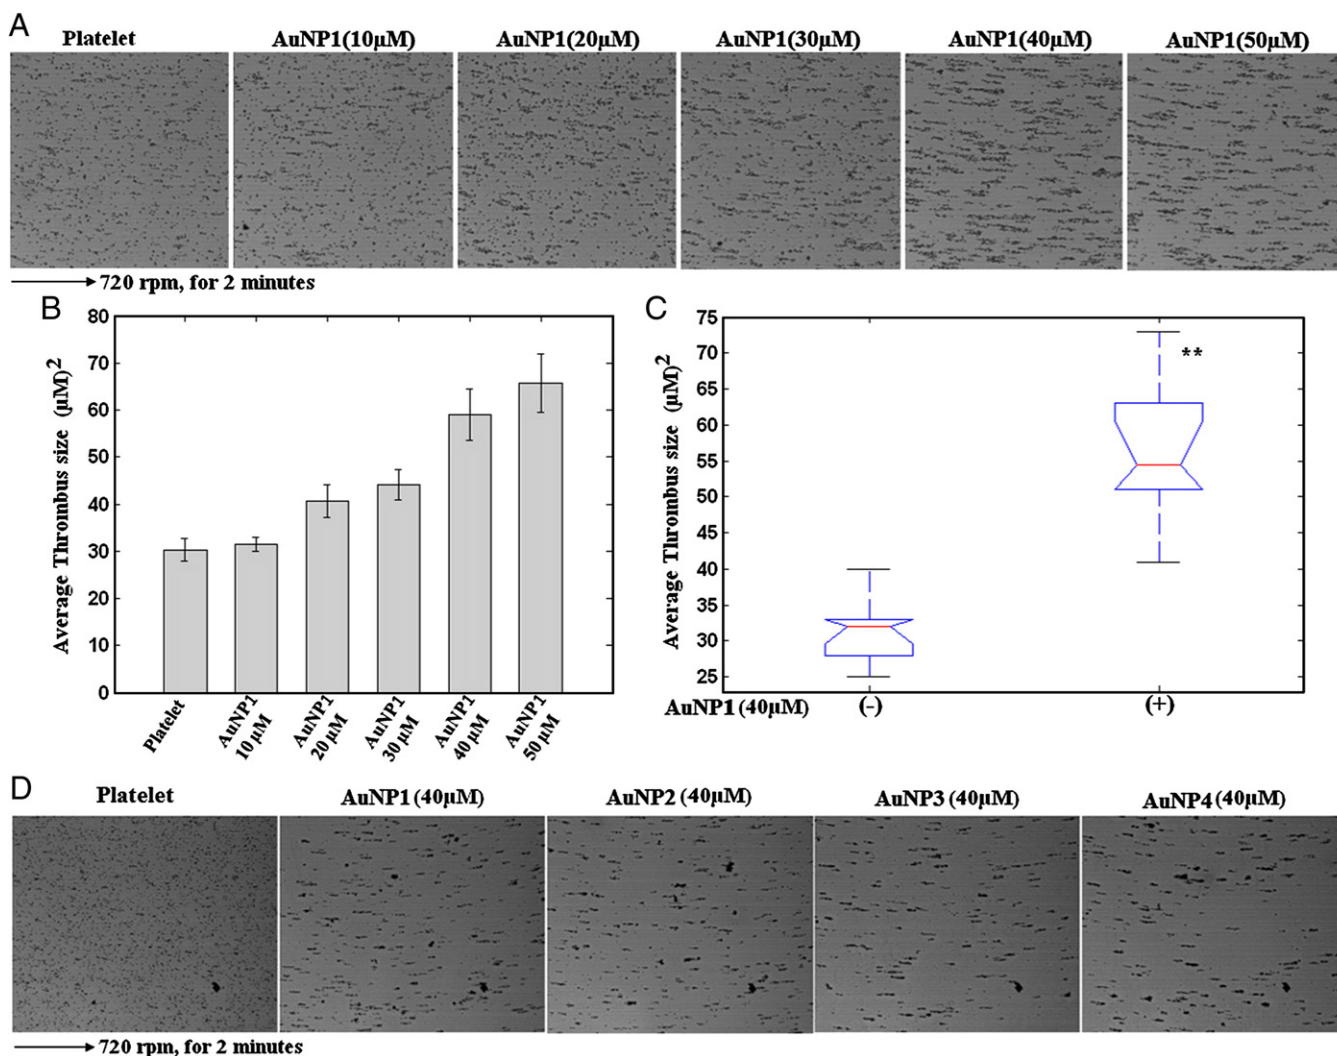 A
Platelet AuNP1(10μM) AuNP1(20μM) AuNP1(30μM) AuNP1(40μM) AuNP1(50μM)
720 rpm, for 2 minutes
B
Average Thrombus size (μM)2
80
70
60
50
40
30
20
10
0
Platelet
AuNP1
10 μM
AuNP1
20 μM
AuNP1
30 μM
AuNP1
40 μM
AuNP1
50 μM
C
Average Thrombus size (μM)2
75
70
65
60
55
50
45
40
35
30
25
**
AuNP1 (40μM) (-) (+)
D
Platelet AuNP1 (40μM) AuNP2 (40μM) AuNP3 (40μM) AuNP4 (40μM)
720 rpm, for 2 minutes